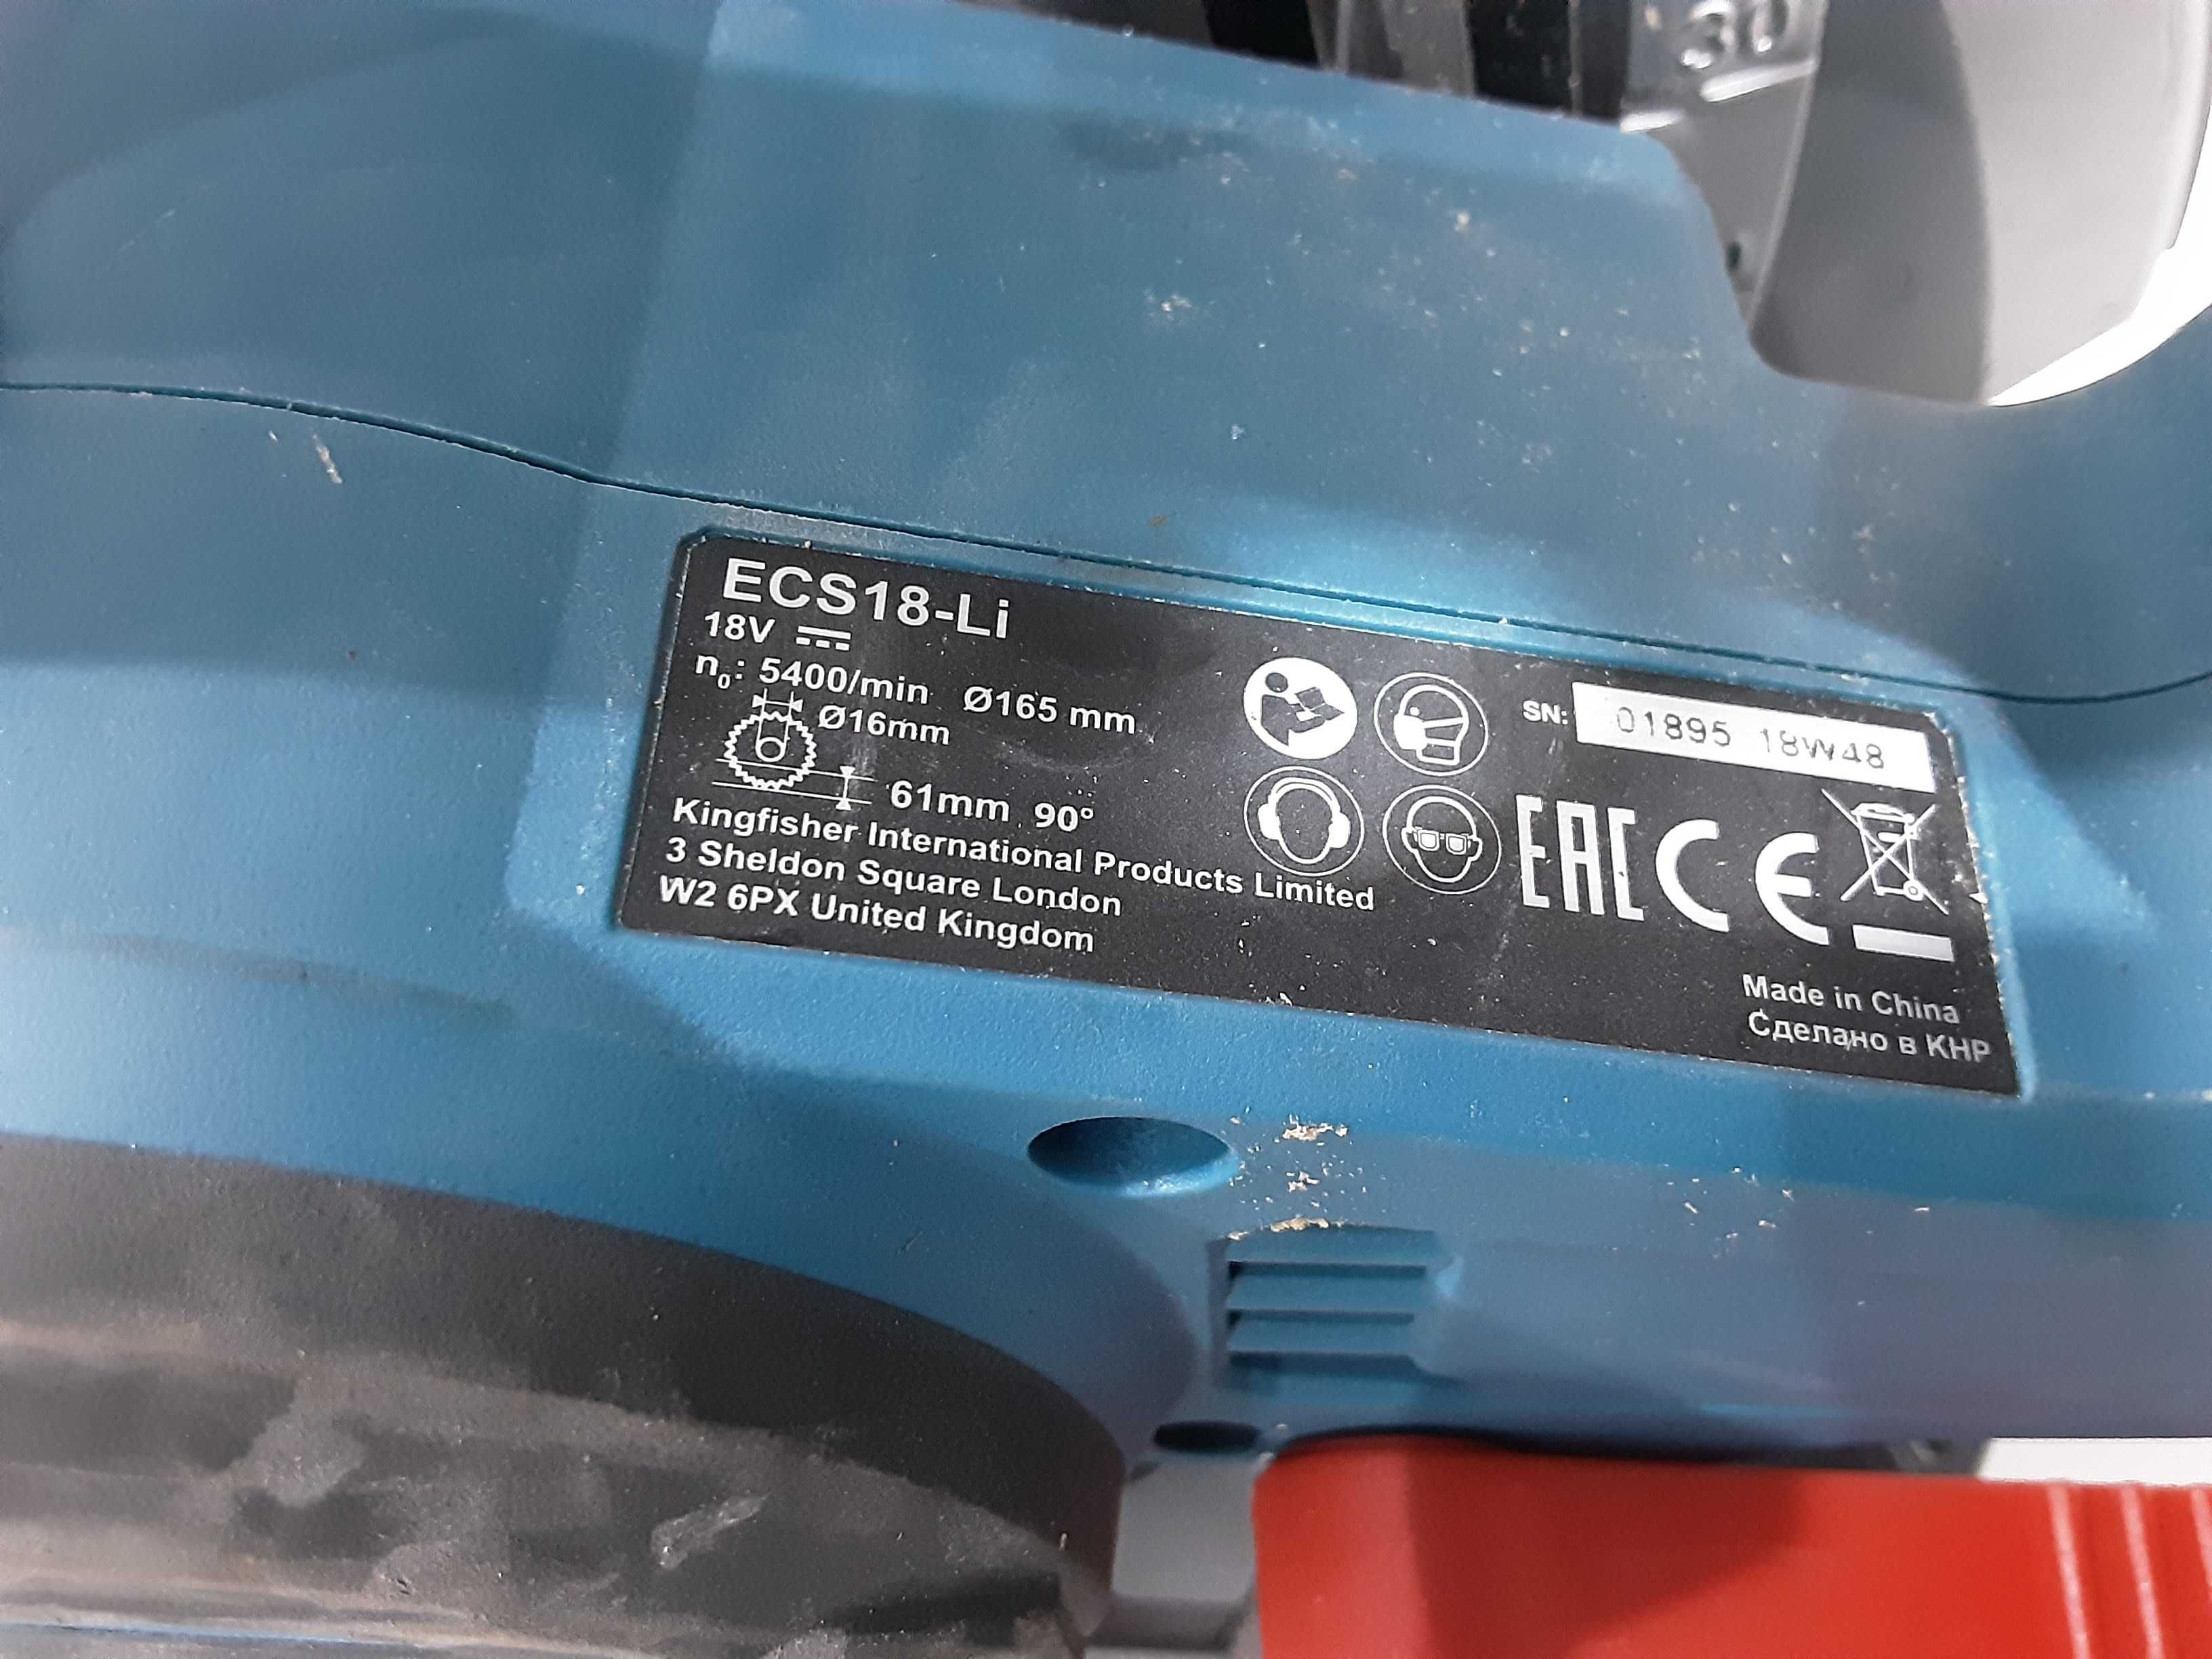 30
ECS18-Li
18V
n₀: 5400/min Ø165 mm
Ø16mm
61mm 90°
Kingfisher International Products Limited
3 Sheldon Square London
W2 6PX United Kingdom
SN: 01895 18W48
EAC CE
Made in China
Сделано в КНР